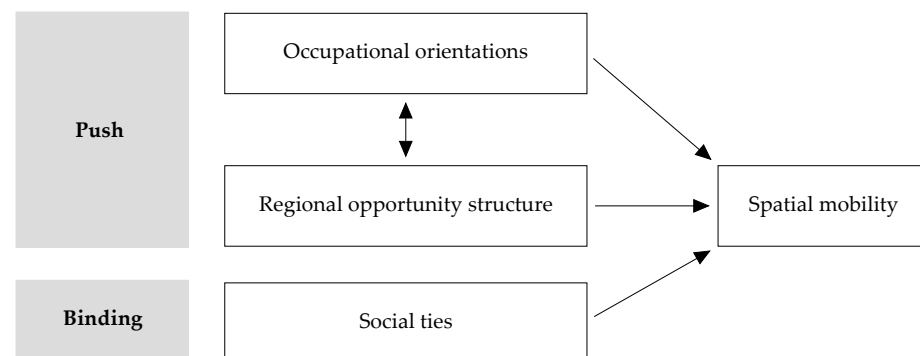 Push
Occupational orientations
Regional opportunity structure
Spatial mobility
Binding
Social ties